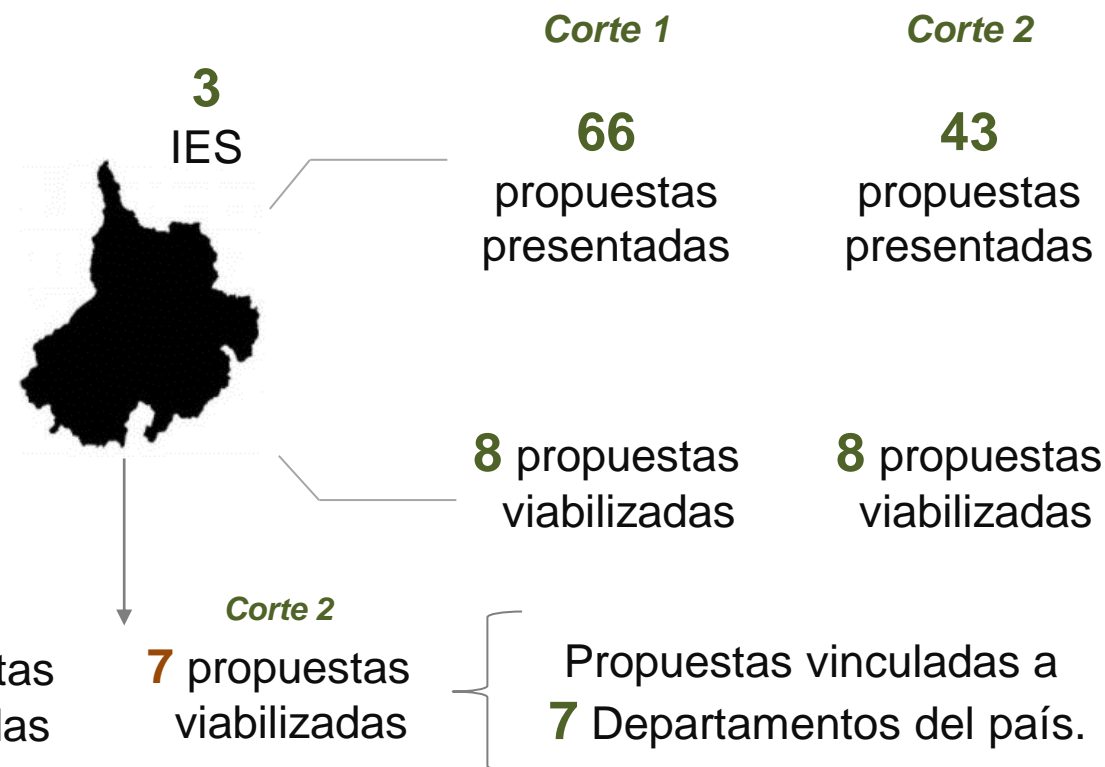 Corte 1
Corte 2
3
IES
66
propuestas
presentadas
43
propuestas
presentadas
8 propuestas
viabilizadas
8 propuestas
viabilizadas
Corte 2
7 propuestas
viabilizadas
Propuestas vinculadas a
7 Departamentos del país.